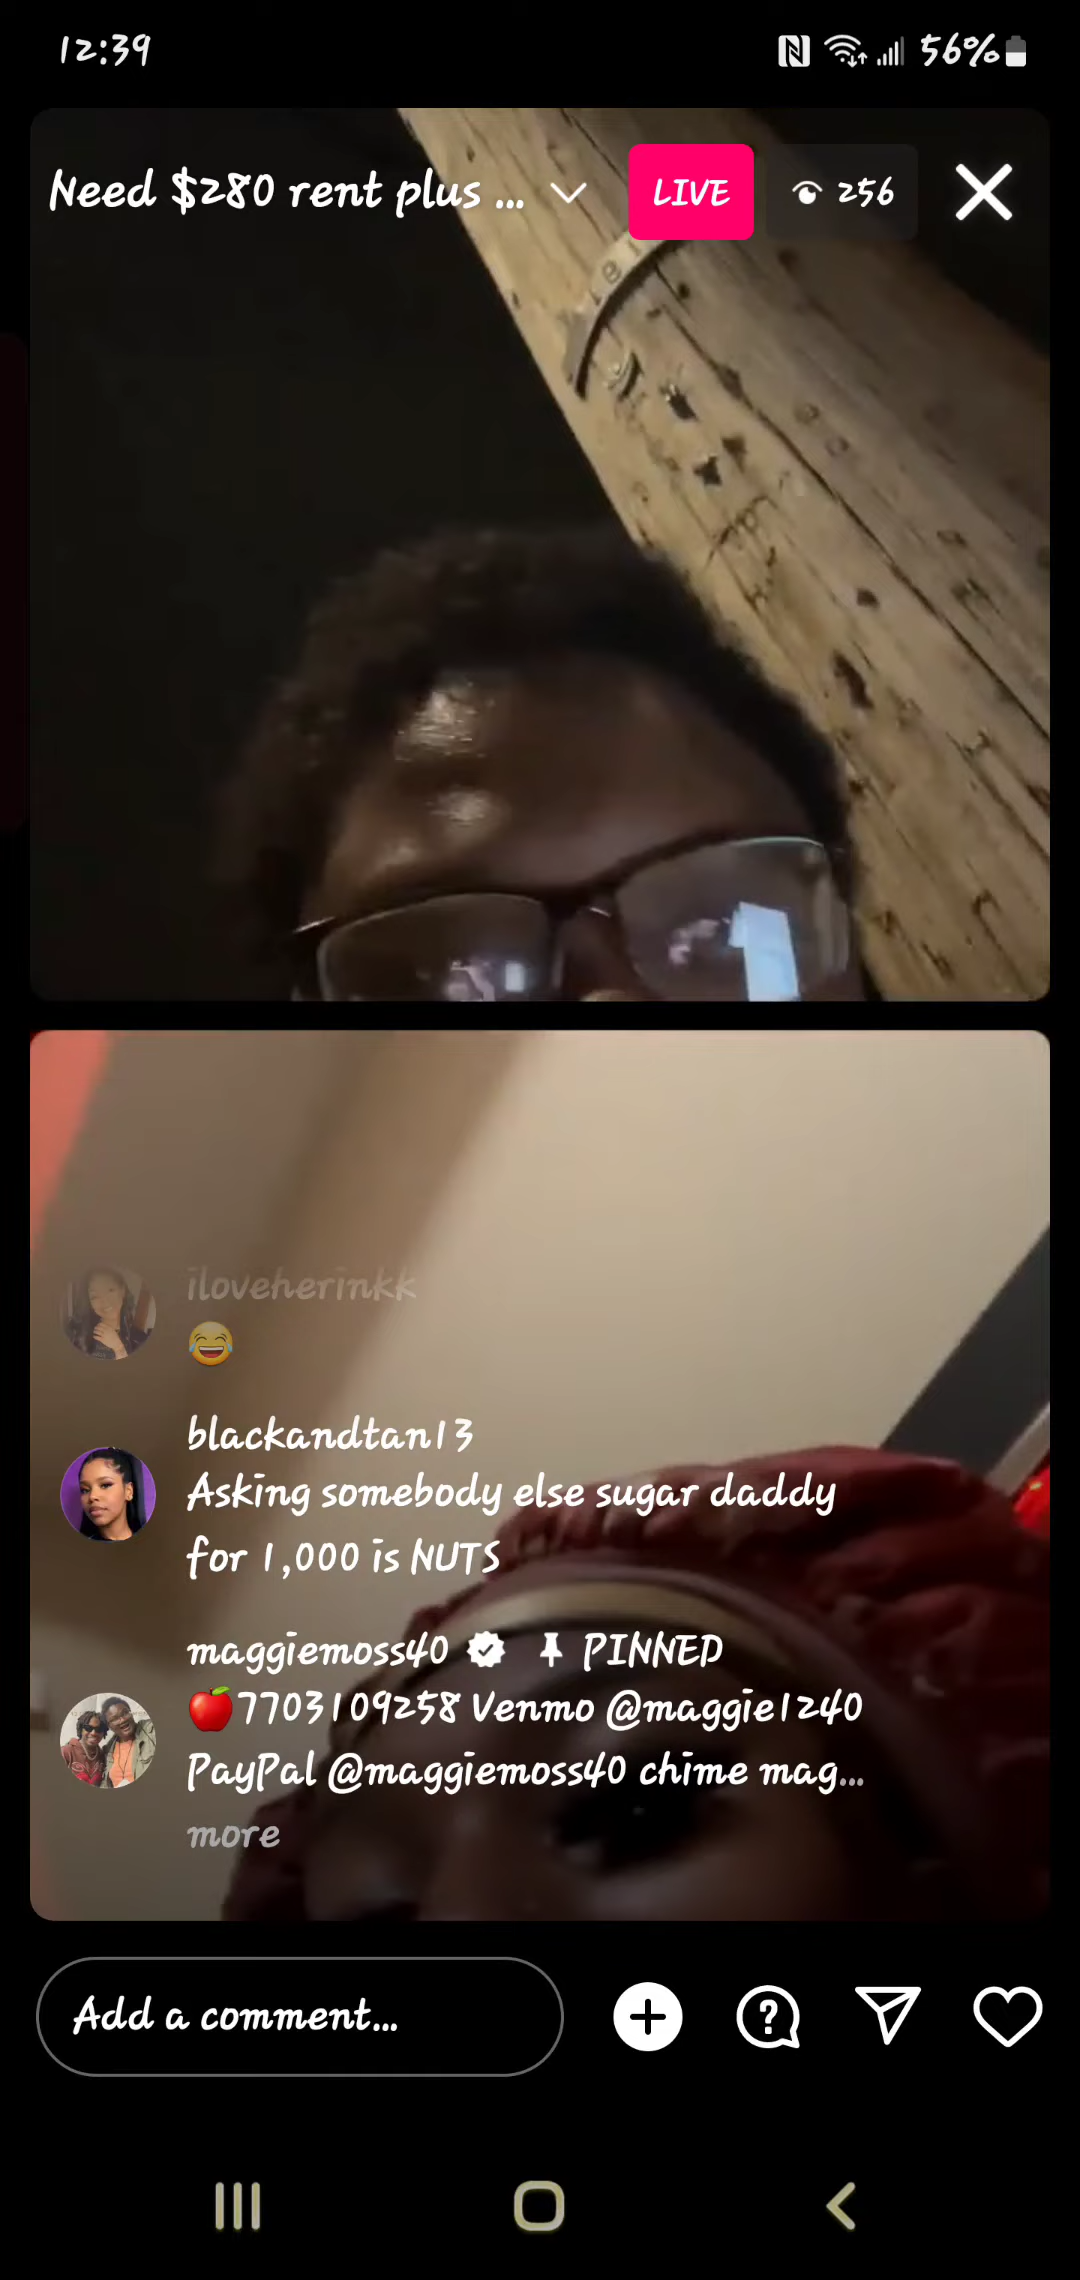 12:39 56%
Need $280 rent plus ... LIVE 256
iloveherinkk
😂
blackandtan13
Asking somebody else sugar daddy
for 1,000 is NUTS
maggiemoss40 PINNED
🍎7703109258 Venmo @maggie1240
PayPal @maggiemoss40 chime mag...
more
Add a comment...